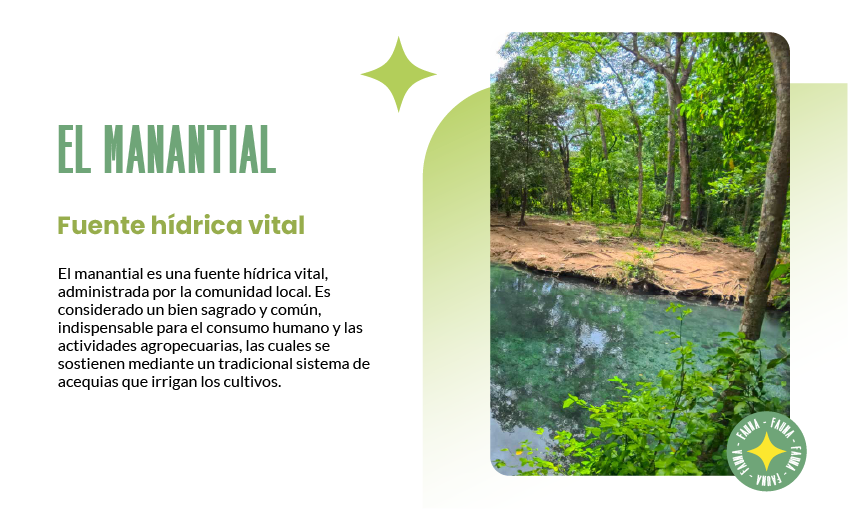 EL MANANTIAL
Fuente hídrica vital
El manantial es una fuente hídrica vital,
administrada por la comunidad local. Es
considerado un bien sagrado y común,
indispensable para el consumo humano y las
actividades agropecuarias, las cuales se
sostienen mediante un tradicional sistema de
acequias que irrigan los cultivos.
FAUNA - FAUNA - FAUNA - FAUNA - FAUNA -